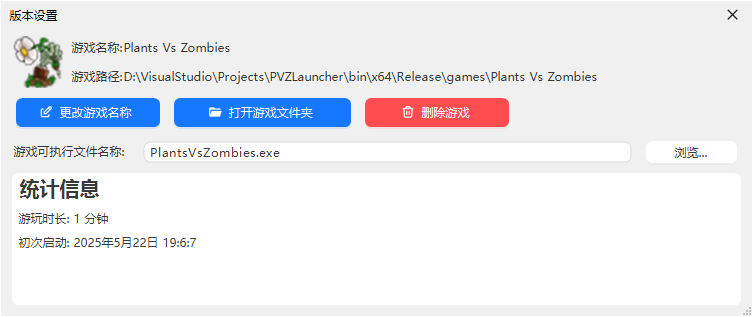 版本设置
游戏名称:Plants Vs Zombies
游戏路径:D:\VisualStudio\Projects\PVZLauncher\bin\x64\Release\games\Plants Vs Zombies
更改游戏名称 打开游戏文件夹 删除游戏
游戏可执行文件名称: PlantsVsZombies.exe 浏览...
统计信息
游玩时长: 1 分钟
初次启动: 2025年5月22日 19:6:7